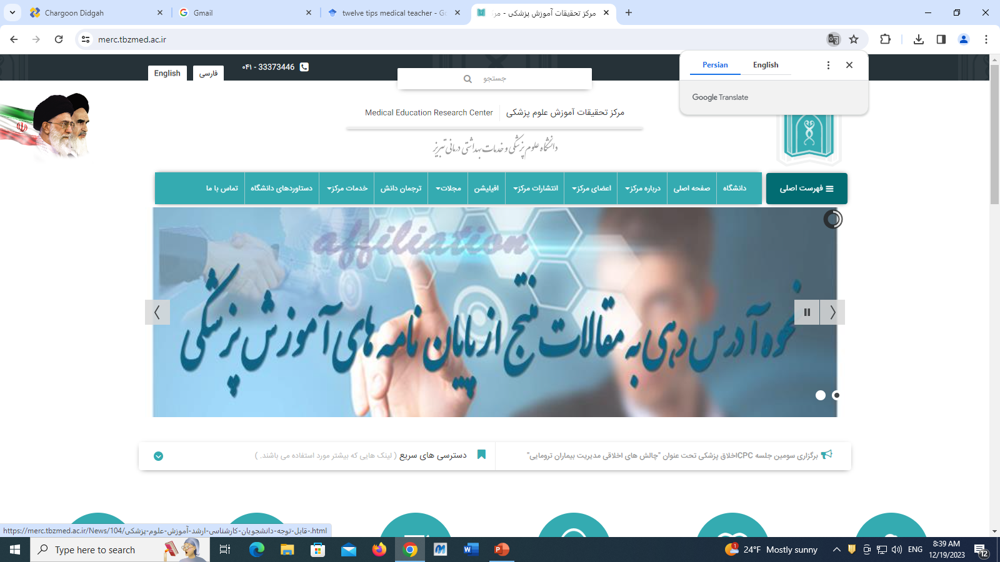 Chargoon Didgah
Gmail
twelve tips medical teacher - Go
مرکز تحقیقات آموزش پزشکی - مرک
merc.tbzmed.ac.ir
Persian
English
Google Translate
English
فارسی
۰۴۱ - 33373446
جستجو
Medical Education Research Center
مرکز تحقیقات آموزش علوم پزشکی
دانشگاه علوم پزشکی و خدمات بهداشتی درمانی تبریز
فهرست اصلی
دانشگاه
صفحه اصلی
درباره مرکز
اعضای مرکز
انتشارات مرکز
افیلیشن
مجلات
ترجمان دانش
خدمات مرکز
دستاوردهای دانشگاه
تماس با ما
affiliation
نحوه آدرس دهی به مقالات منتج از پایان نامه های آموزش پزشکی
برگزاری سومین جلسه CPCاخلاق پزشکی تحت عنوان "چالش های اخلاقی مدیریت بیماران ترومایی"
دسترسی های سریع ( لینک هایی که بیشتر مورد استفاده می باشند. )
https://merc.tbzmed.ac.ir/News/104/قابل-توجه-دانشجویان-کارشناسی-ارشد-آموزش-علوم-پزشکی-.html
Type here to search
1
24°F Mostly sunny
ENG
8:39 AM
12/19/2023
12